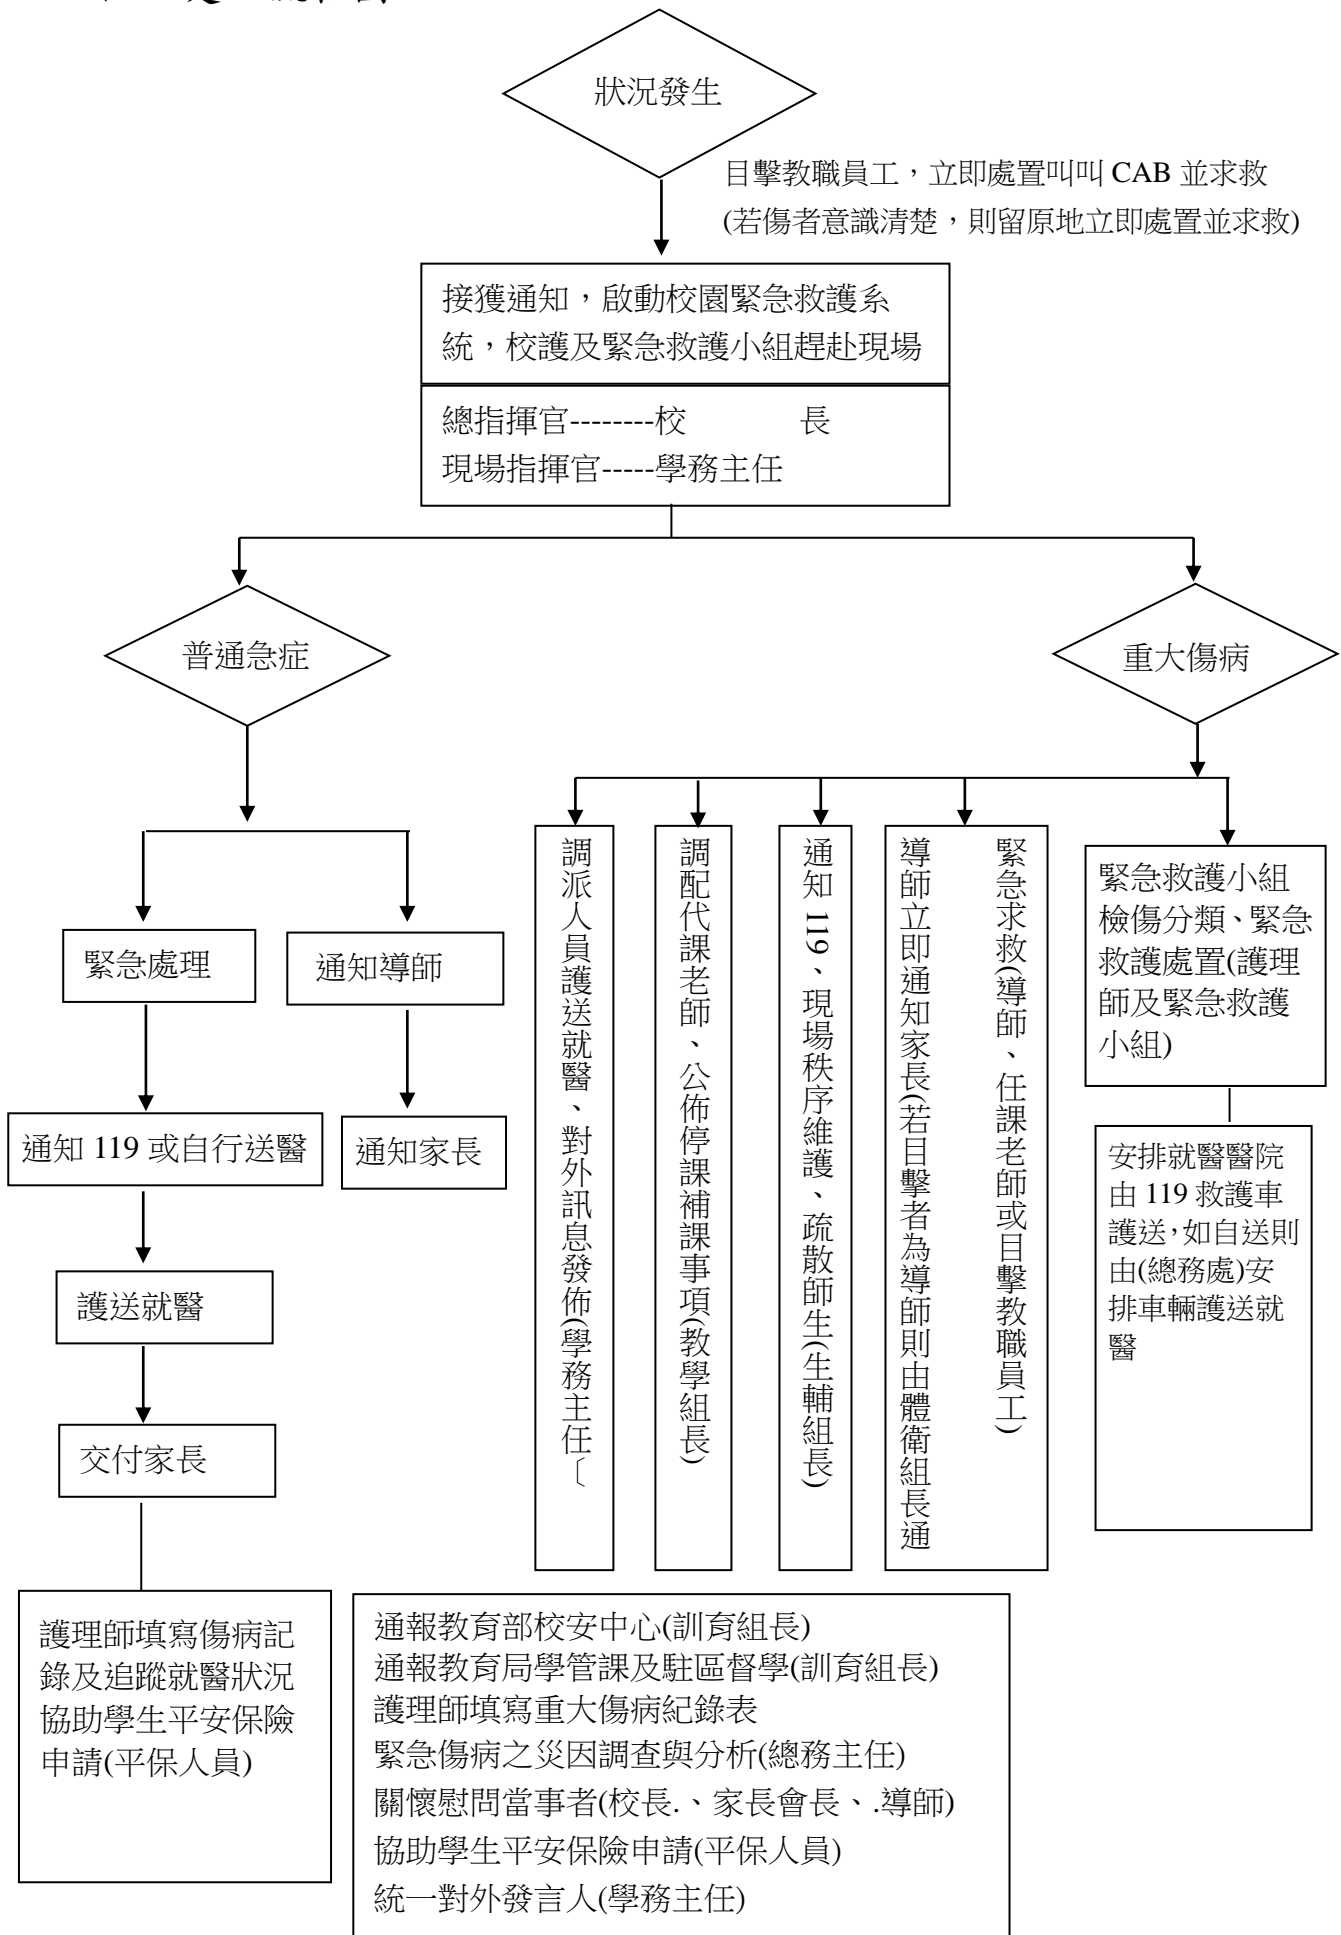 狀況發生
目擊教職員工，立即處置叫叫 CAB 並求救
(若傷者意識清楚，則留原地立即處置並求救)
接獲通知，啟動校園緊急救護系
統，校護及緊急救護小組趕赴現場
總指揮官--------校　　　長
現場指揮官-----學務主任
普通急症
重大傷病
緊急處理
通知導師
通知 119 或自行送醫
通知家長
護送就醫
交付家長
護理師填寫傷病記
錄及追蹤就醫狀況
協助學生平安保險
申請(平保人員)
調派人員護送就醫、對外訊息發佈(學務主任〔
調配代課老師、公佈停課補課事項(教學組長)
通知 119、現場秩序維護、疏散師生(生輔組長)
緊急求救(導師、任課老師或目擊教職員工)
導師立即通知家長(若目擊者為導師則由體衛組長通
緊急救護小組
檢傷分類、緊急
救護處置(護理
師及緊急救護
小組)
安排就醫醫院
由 119 救護車
護送,如自送則
由(總務處)安
排車輛護送就
醫
通報教育部校安中心(訓育組長)
通報教育局學管課及駐區督學(訓育組長)
護理師填寫重大傷病紀錄表
緊急傷病之災因調查與分析(總務主任)
關懷慰問當事者(校長.、家長會長、.導師)
協助學生平安保險申請(平保人員)
統一對外發言人(學務主任)